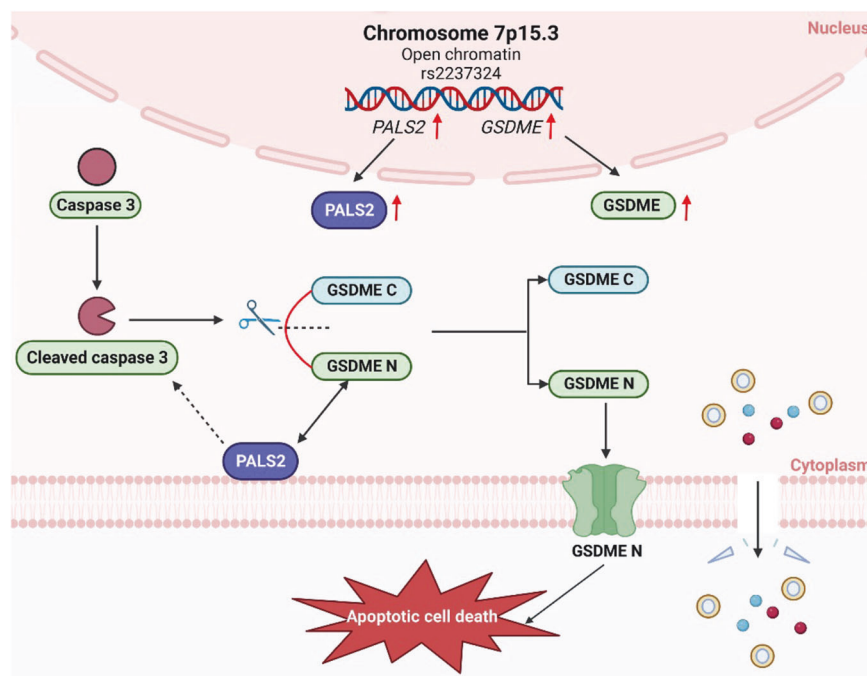 Nucleus
Chromosome 7p15.3
Open chromatin
rs2237324
PALS2
GSDME
Caspase 3
PALS2
GSDME
GSDME C
GSDME C
Cleaved caspase 3
GSDME N
GSDME N
PALS2
Cytoplasm
GSDME N
Apoptotic cell death